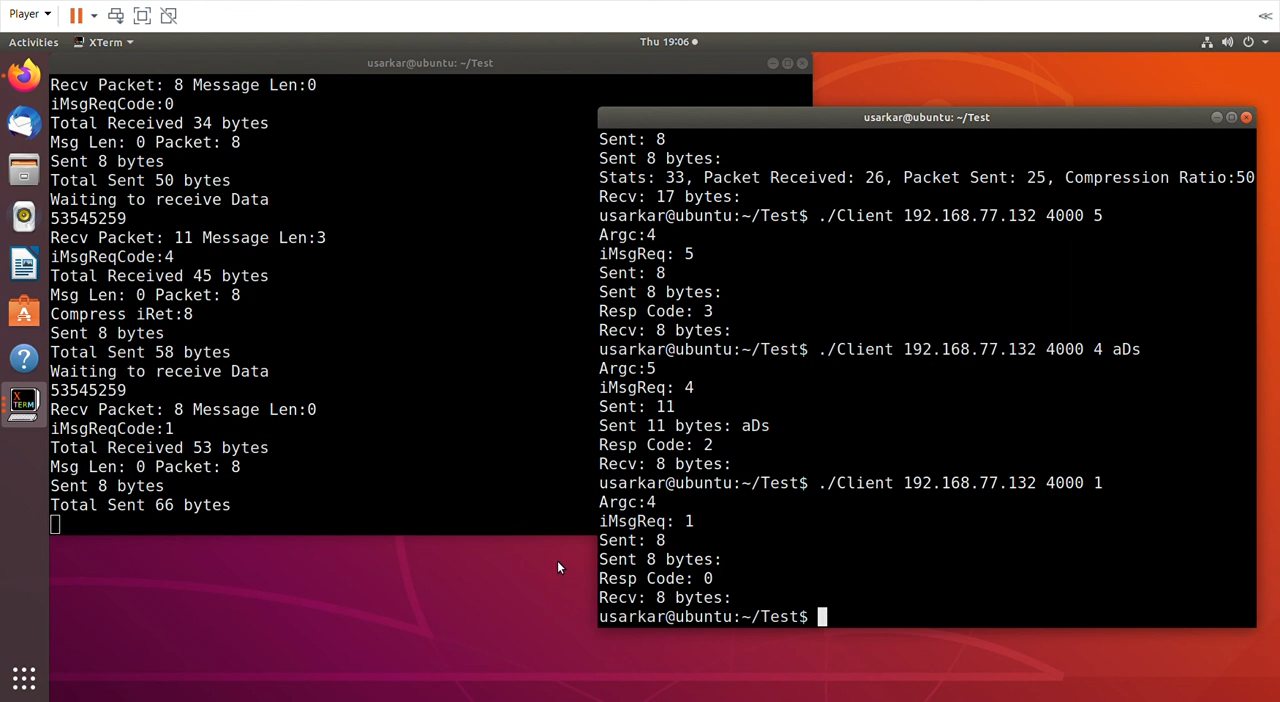 Player
Activities
XTerm
Thu 19:06
usarkar@ubuntu: ~/Test
Recv Packet: 8 Message Len:0
iMsgReqCode:0
Total Received 34 bytes
Msg Len: 0 Packet: 8
Sent 8 bytes
Total Sent 50 bytes
Waiting to receive Data
53545259
Recv Packet: 11 Message Len:3
iMsgReqCode:4
Total Received 45 bytes
Msg Len: 0 Packet: 8
Compress iRet:8
Sent 8 bytes
Total Sent 58 bytes
Waiting to receive Data
53545259
Recv Packet: 8 Message Len:0
iMsgReqCode:1
Total Received 53 bytes
Msg Len: 0 Packet: 8
Sent 8 bytes
Total Sent 66 bytes
usarkar@ubuntu: ~/Test
Sent: 8
Sent 8 bytes:
Stats: 33, Packet Received: 26, Packet Sent: 25, Compression Ratio:50
Recv: 17 bytes:
usarkar@ubuntu:~/Test$ ./Client 192.168.77.132 4000 5
Argc:4
iMsgReq: 5
Sent: 8
Sent 8 bytes:
Resp Code: 3
Recv: 8 bytes:
usarkar@ubuntu:~/Test$ ./Client 192.168.77.132 4000 4 aDs
Argc:5
iMsgReq: 4
Sent: 11
Sent 11 bytes: aDs
Resp Code: 2
Recv: 8 bytes:
usarkar@ubuntu:~/Test$ ./Client 192.168.77.132 4000 1
Argc:4
iMsgReq: 1
Sent: 8
Sent 8 bytes:
Resp Code: 0
Recv: 8 bytes:
usarkar@ubuntu:~/Test$
X
TERM